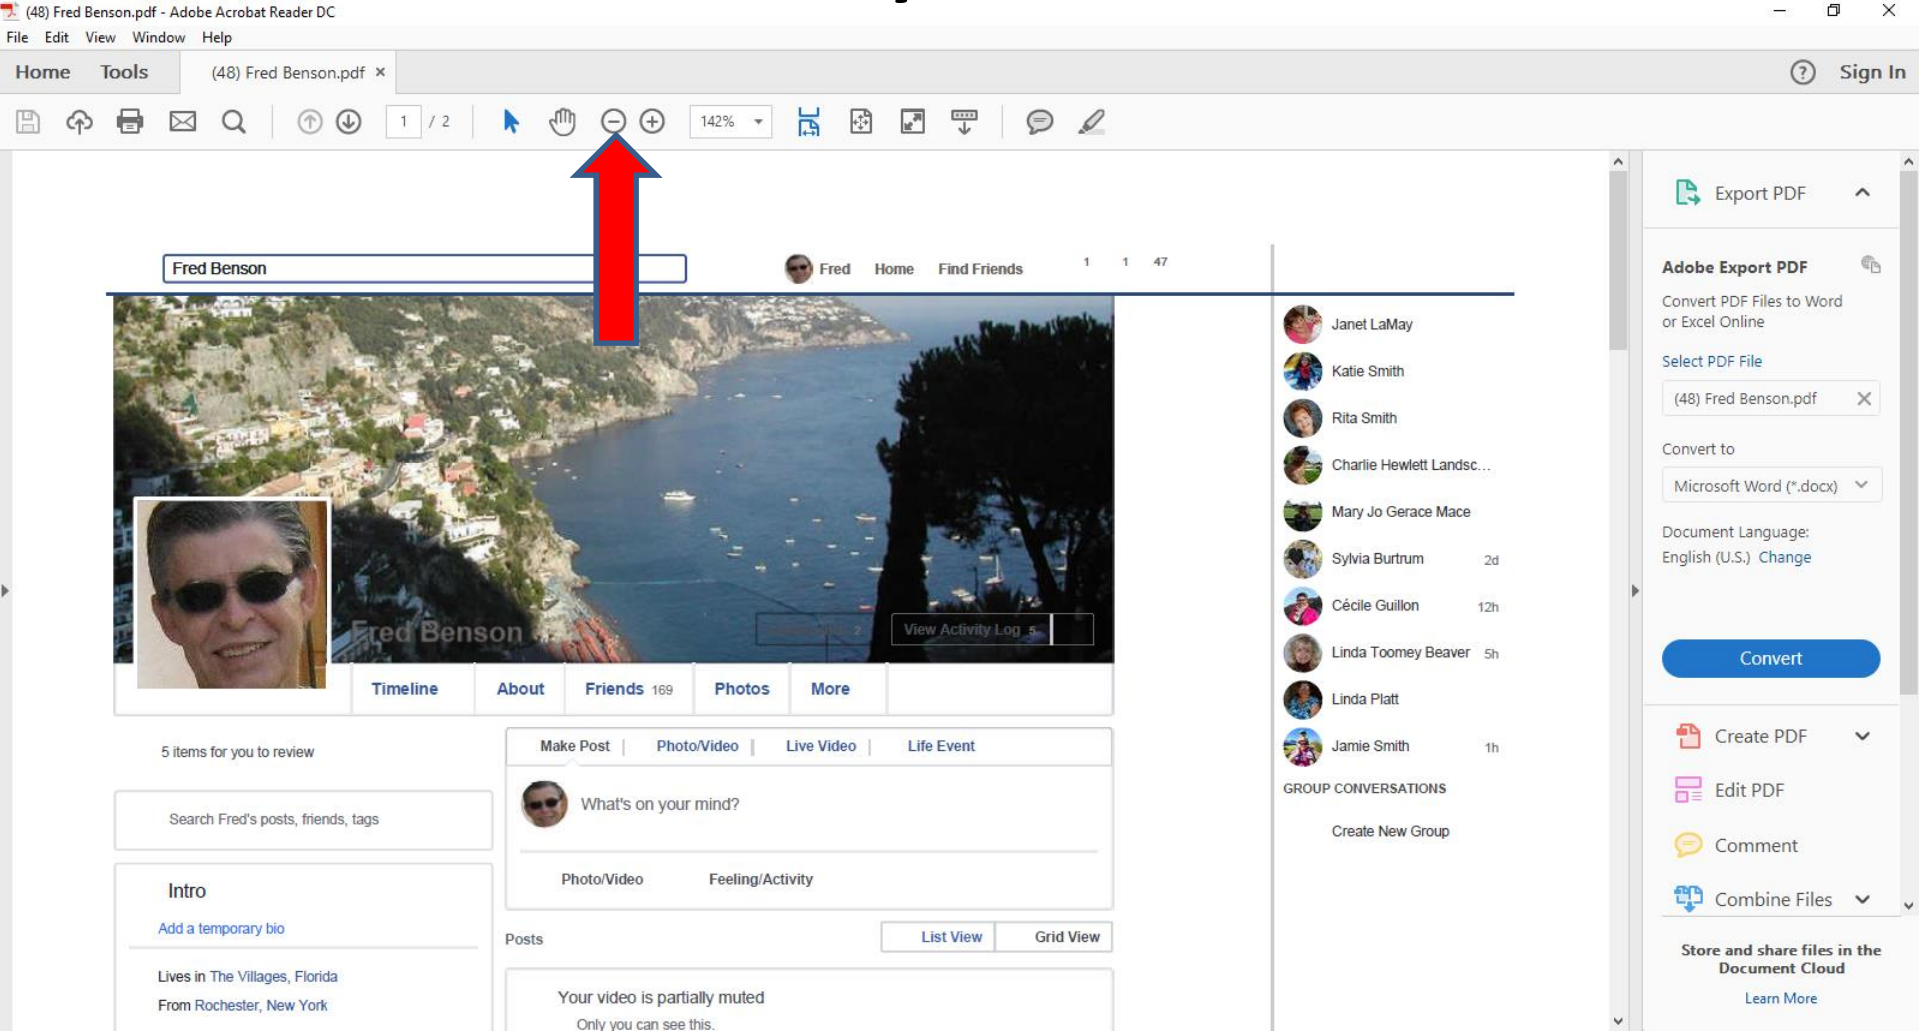 (48) Fred Benson.pdf - Adobe Acrobat Reader DC
File Edit View Window Help
Home Tools (48) Fred Benson.pdf × ? Sign In
1 / 2 142%
Export PDF
Fred Benson Fred Home Find Friends 1 1 47
Fred Benson
2 View Activity Log 5
Timeline About Friends 169 Photos More
5 items for you to review
Search Fred's posts, friends, tags
Intro
Add a temporary bio
Lives in The Villages, Florida
From Rochester, New York
Make Post Photo/Video Live Video Life Event
What's on your mind?
Photo/Video Feeling/Activity
Posts List View Grid View
Your video is partially muted
Only you can see this.
Janet LaMay
Katie Smith
Rita Smith
Charlie Hewlett Landsc...
Mary Jo Gerace Mace
Sylvia Burtrum 2d
Cécile Guillon 12h
Linda Toomey Beaver 5h
Linda Platt
Jamie Smith 1h
GROUP CONVERSATIONS
Create New Group
Adobe Export PDF
Convert PDF Files to Word
or Excel Online
Select PDF File
(48) Fred Benson.pdf
Convert to
Microsoft Word (*.docx)
Document Language:
English (U.S.) Change
Convert
Create PDF
Edit PDF
Comment
Combine Files
Store and share files in the
Document Cloud
Learn More